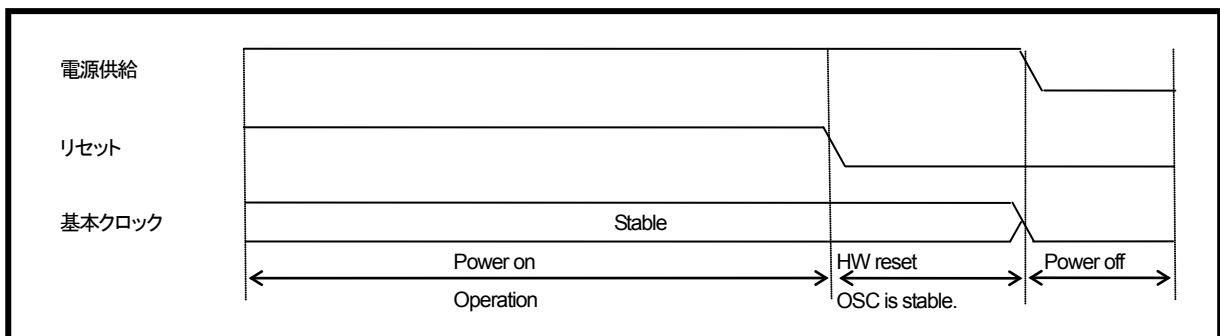 電源供給
リセット
基本クロック
Stable
Power on
HW reset
Power off
Operation
OSC is stable.